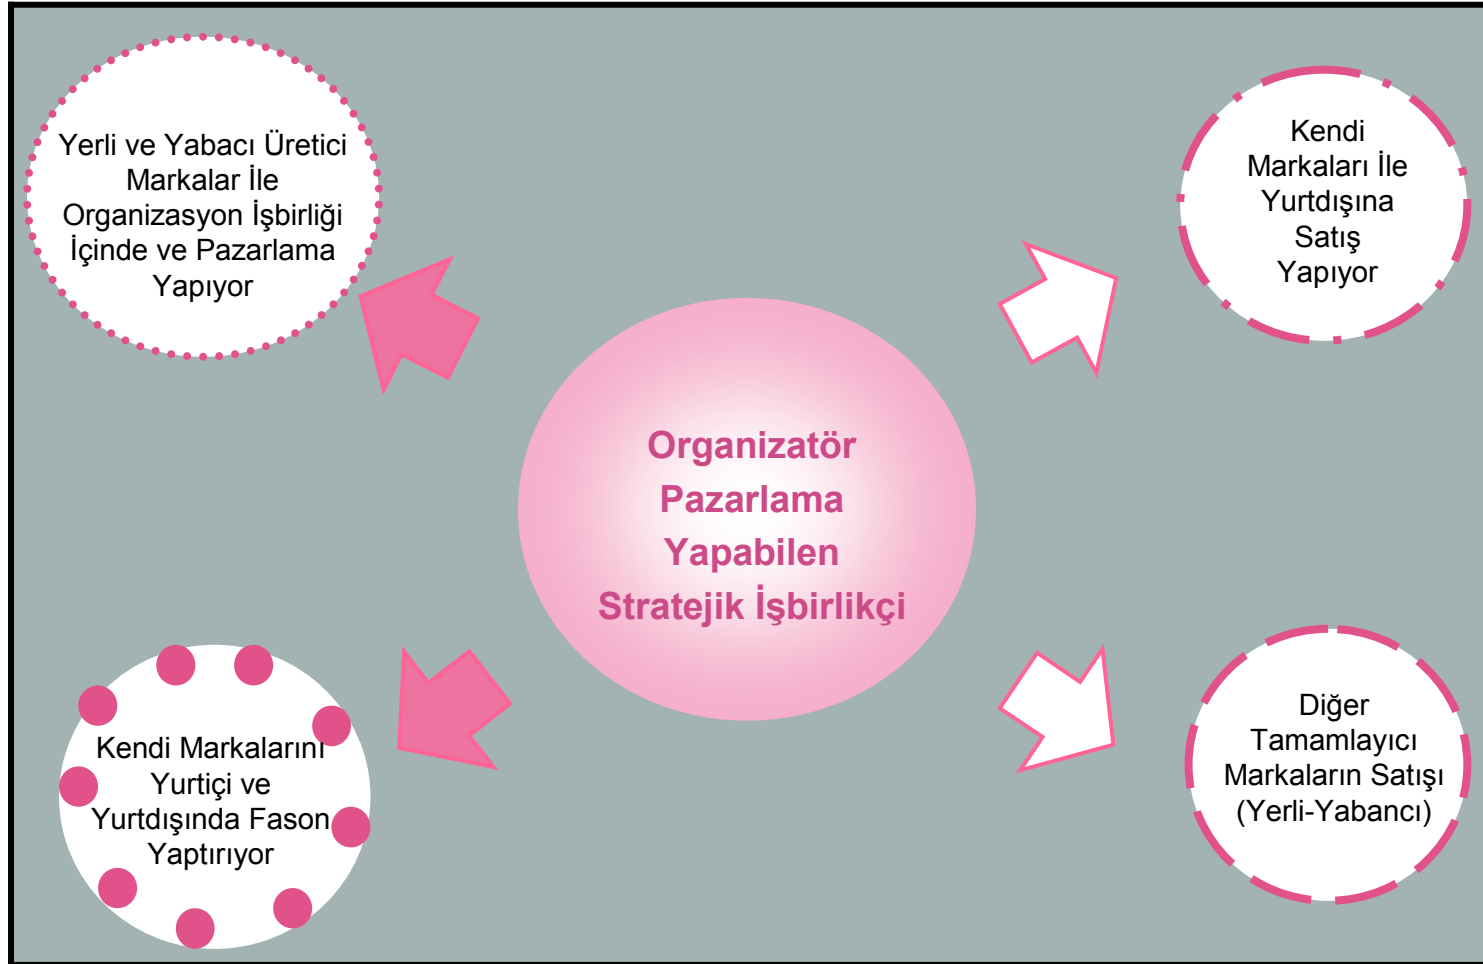 Yerli ve Yabacı Üretici
Markalar İle
Organizasyon İşbirliği
İçinde ve Pazarlama
Yapıyor
Kendi
Markaları İle
Yurtdışına
Satış
Yapıyor
Organizatör
Pazarlama
Yapabilen
Stratejik İşbirlikçi
Kendi Markalarını
Yurtiçi ve
Yurtdışında Fason
Yaptırıyor
Diğer
Tamamlayıcı
Markaların Satışı
(Yerli-Yabancı)